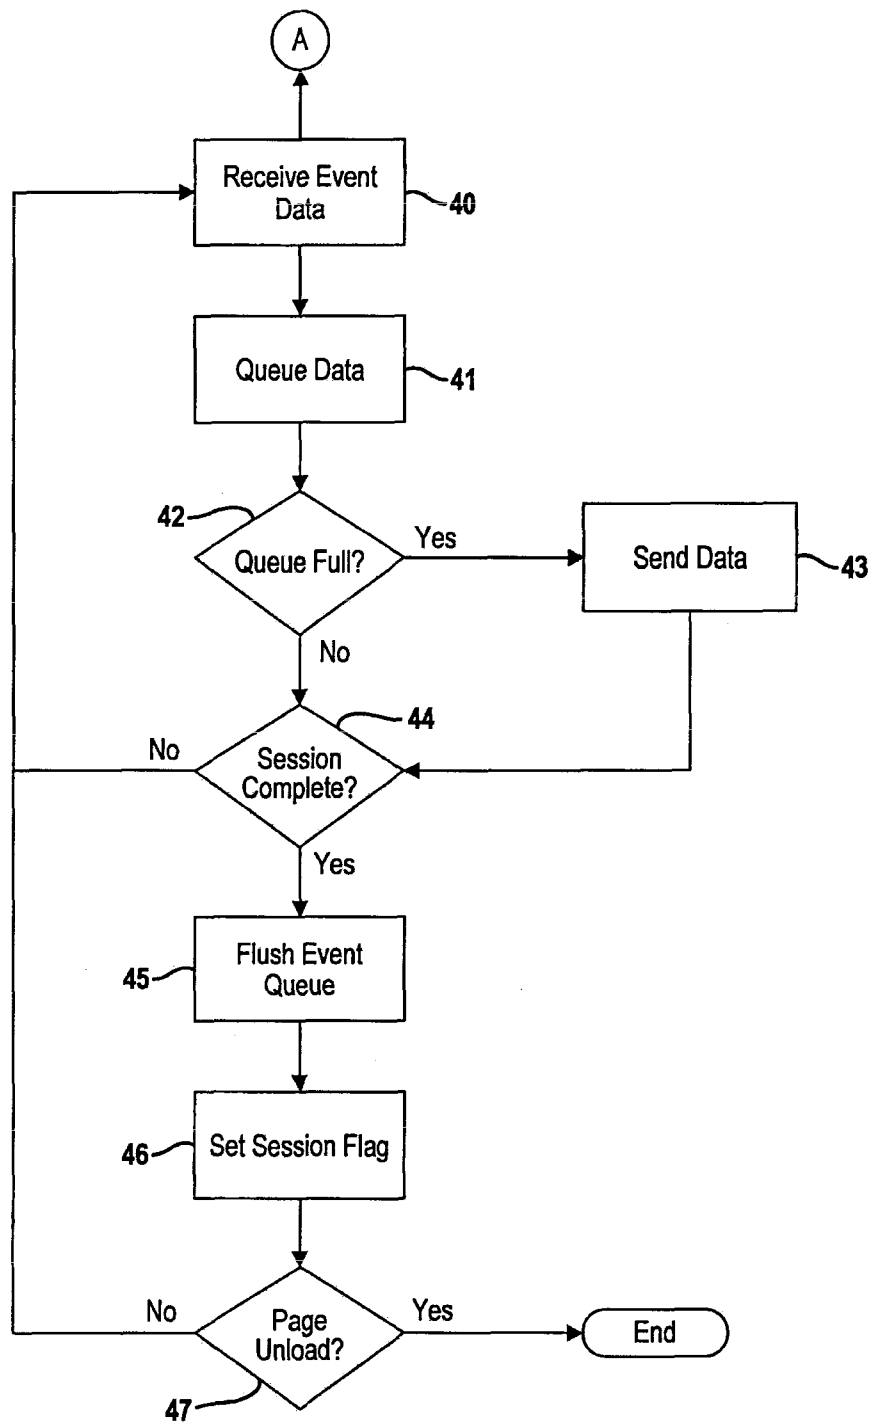 A
Receive Event
Data
40
Queue Data
41
42
Queue Full?
Yes
Send Data
43
No
44
No
Session
Complete?
Yes
Flush Event
Queue
45
Set Session Flag
46
No
Page
Unload?
Yes
End
47